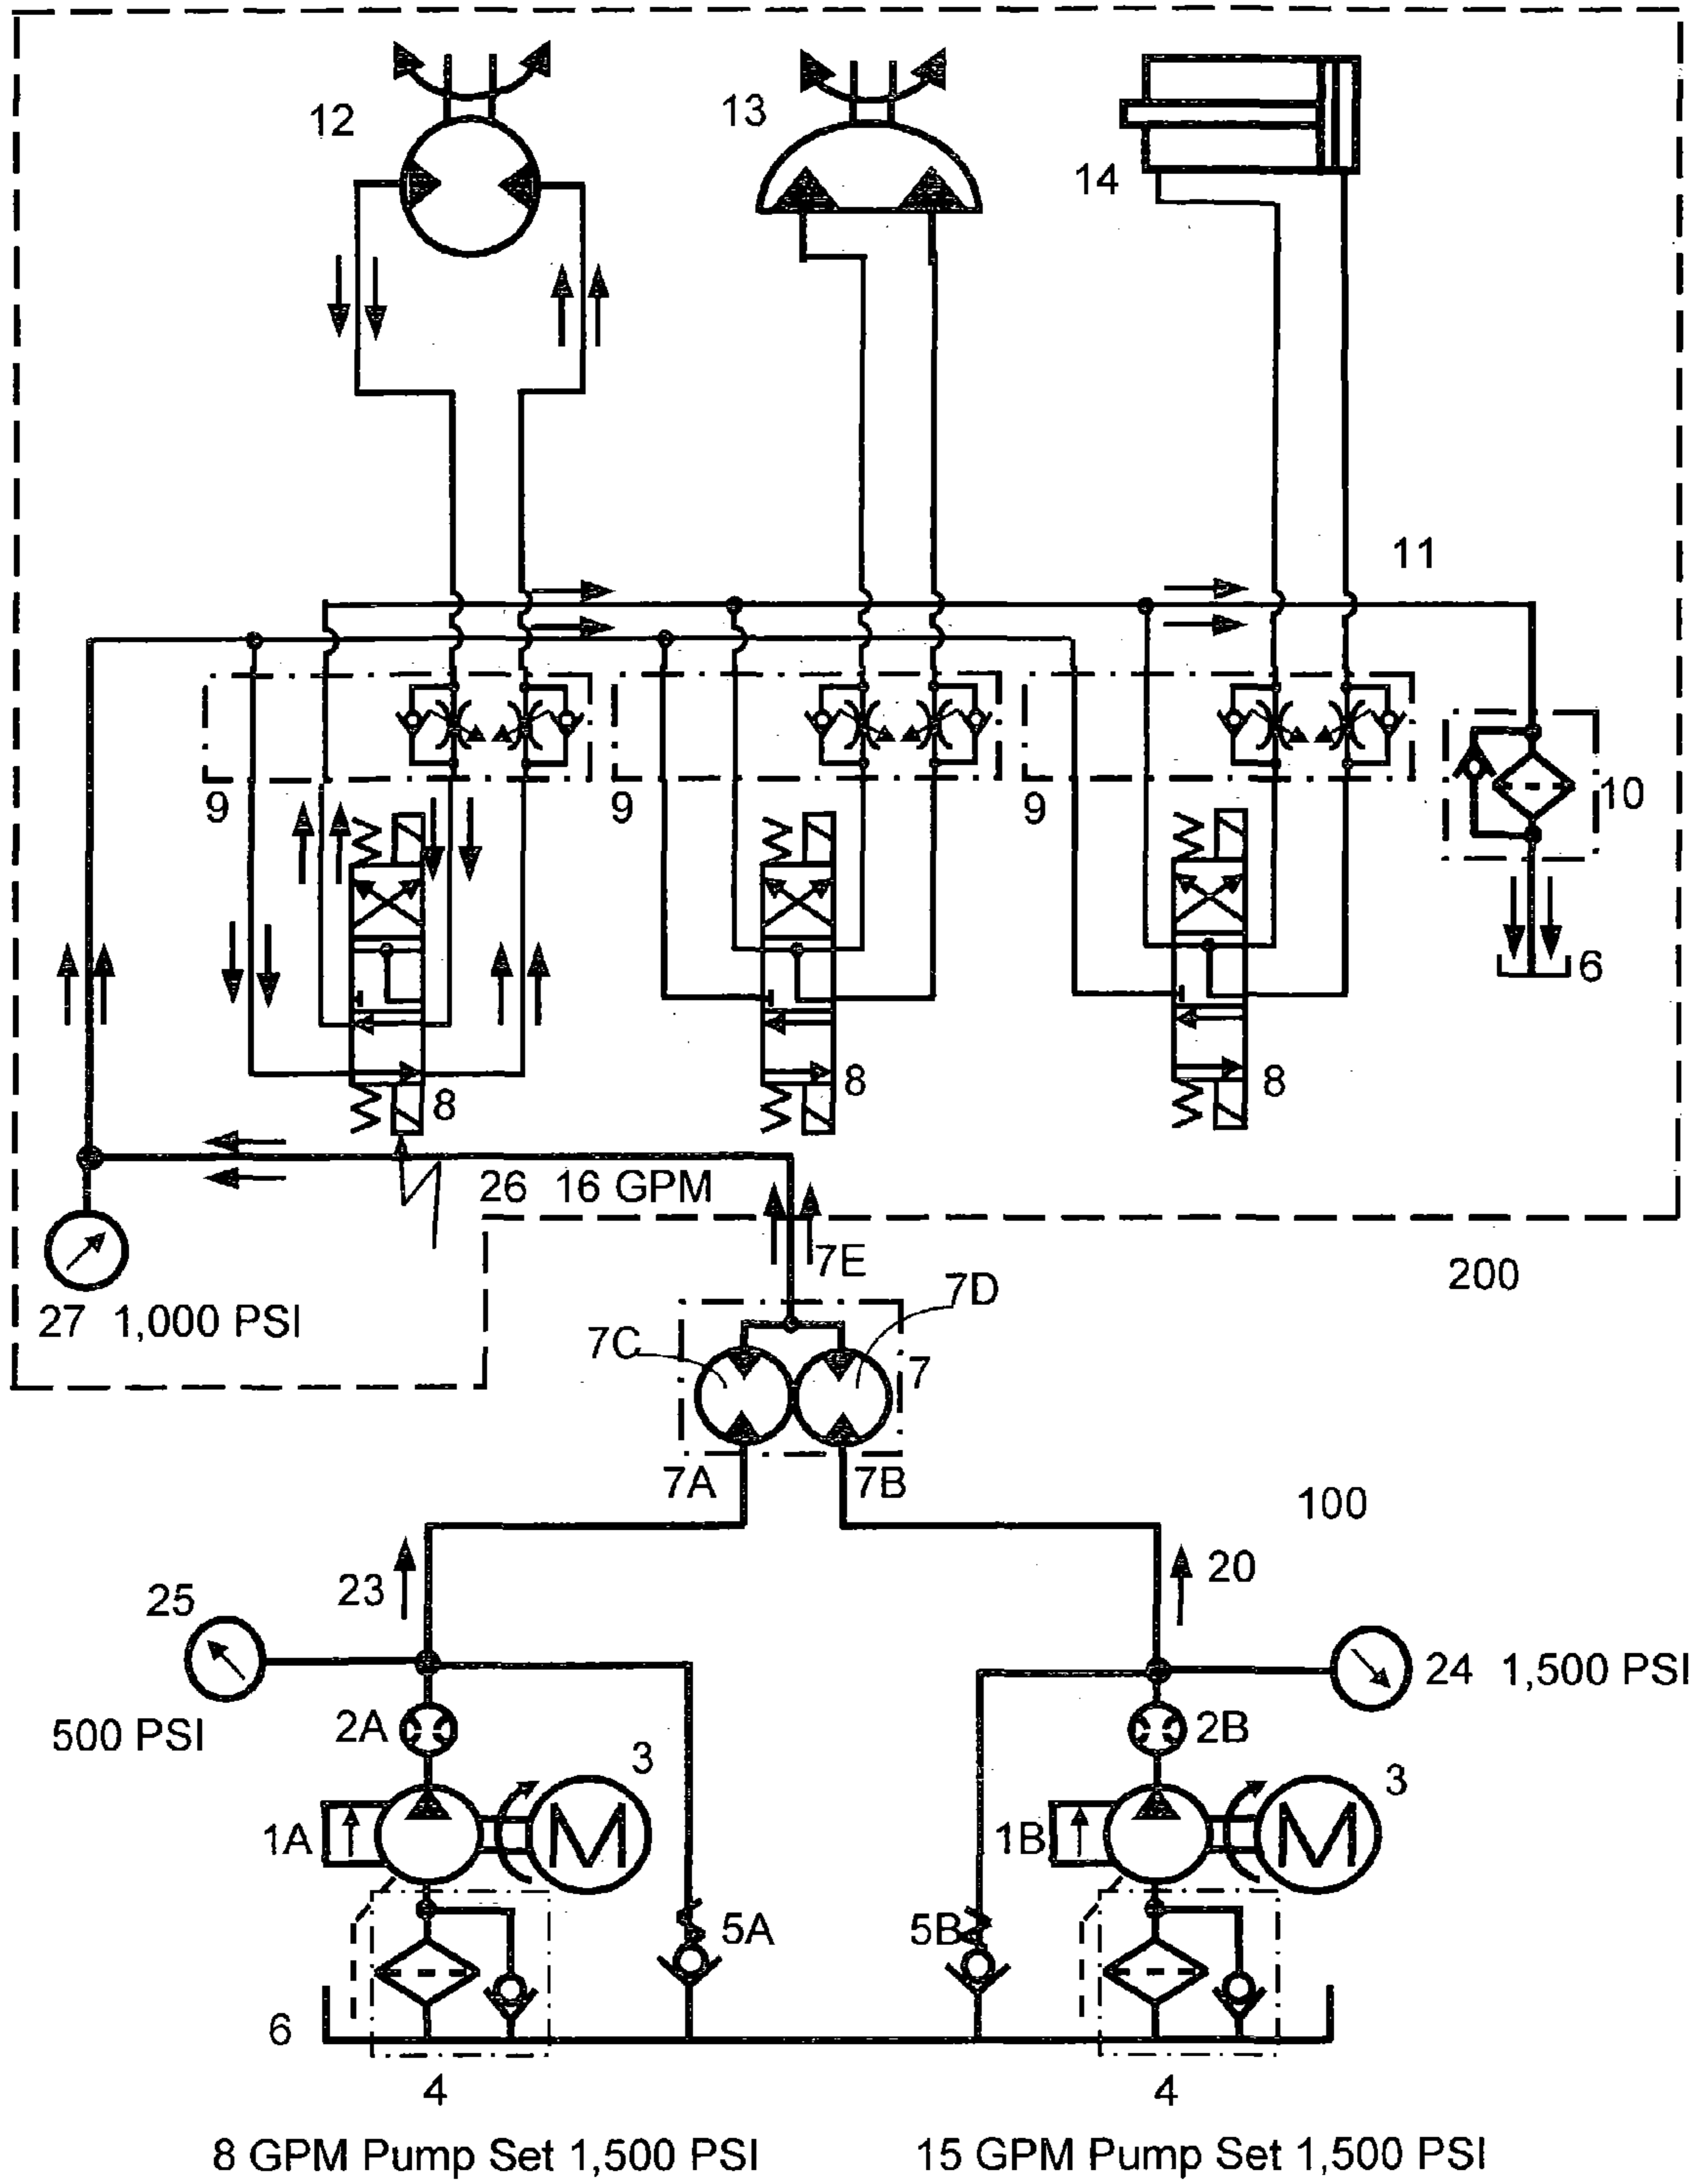 12
13
14
11
9
9
9
10
6
8
8
8
26 16 GPM
7E
200
27 1,000 PSI
7C
7D
7
7A
7B
100
23
20
25
24 1,500 PSI
500 PSI
2A
2B
3
3
1A
M
1B
M
5A
5B
6
4
4
8 GPM Pump Set 1,500 PSI
15 GPM Pump Set 1,500 PSI